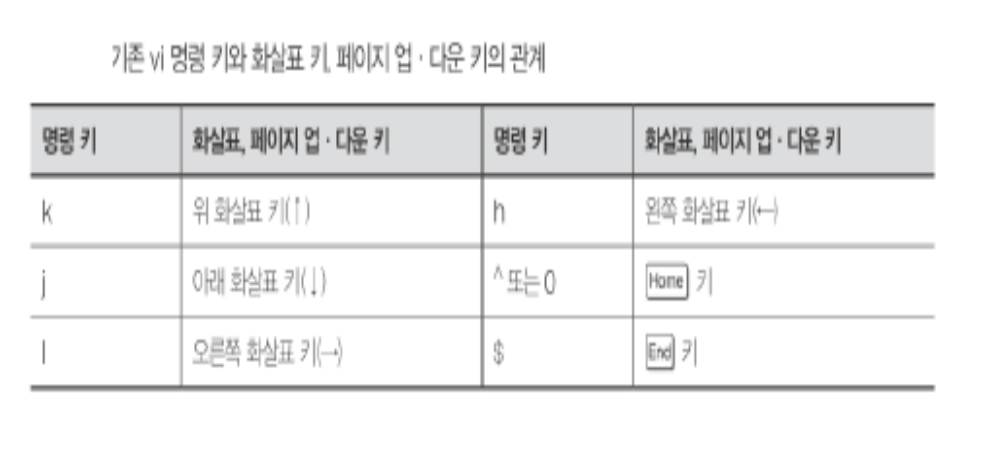 기존 vi 명령 키와 화살표 키, 페이지 업·다운 키의 관계
명령 키 화살표, 페이지 업·다운 키 명령 키 화살표, 페이지 업·다운 키
k 위 화살표 키(↑) h 왼쪽 화살표 키(←)
j 아래 화살표 키(↓) ^ 또는 0 Home 키
l 오른쪽 화살표 키(→) $ End 키